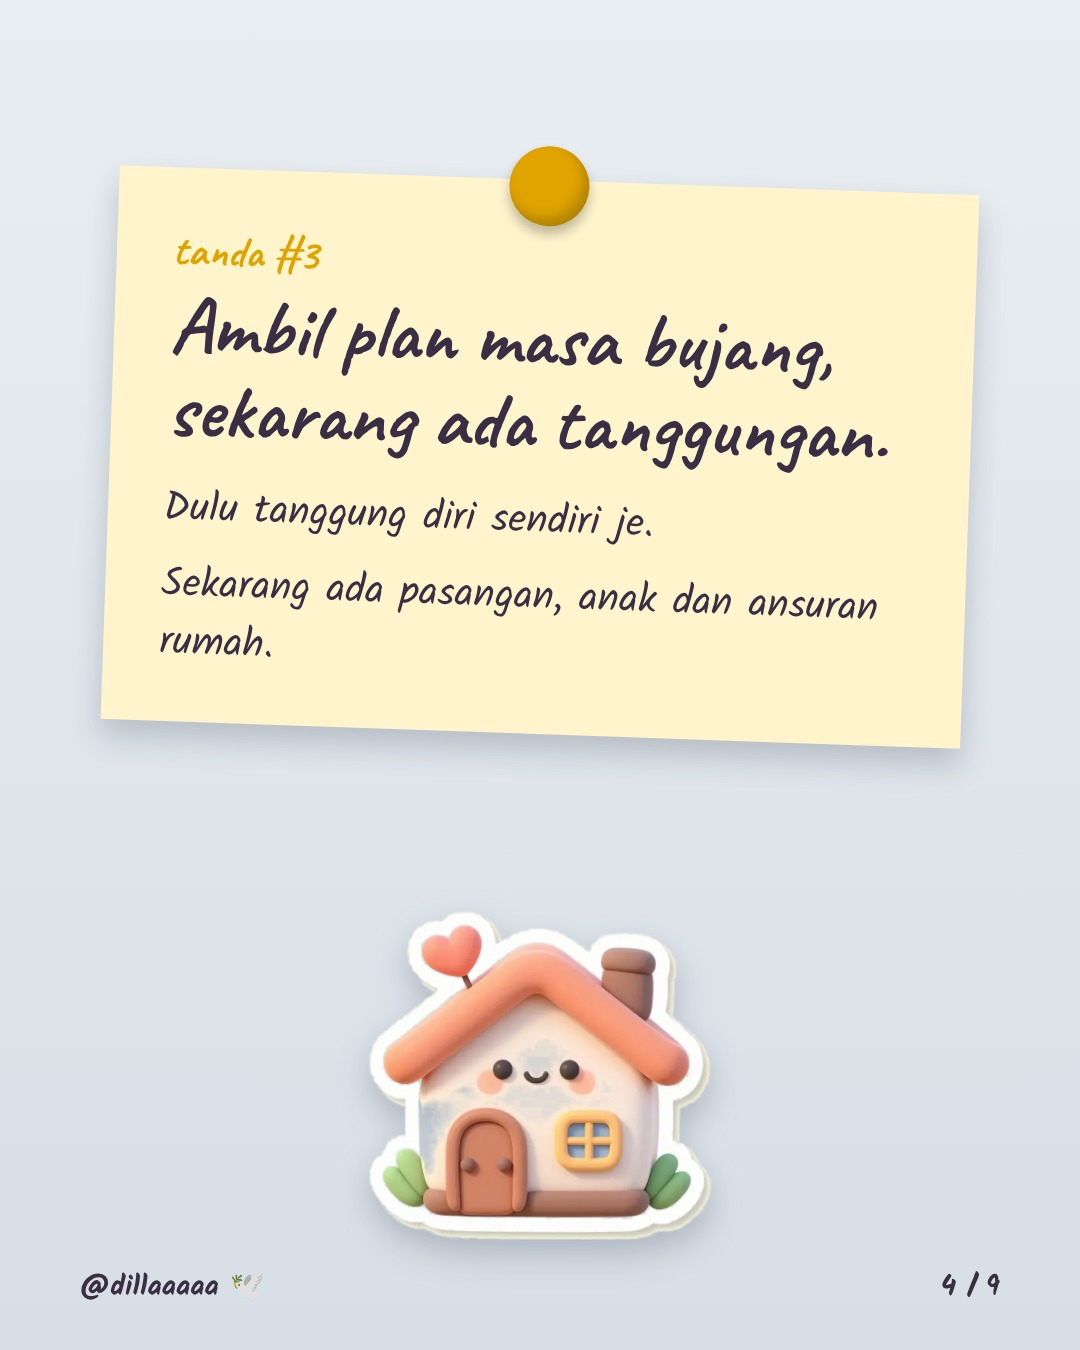 tanda #3
Ambil plan masa bujang,
sekarang ada tanggungan.
Dulu tanggung diri sendiri je.
Sekarang ada pasangan, anak dan ansuran
rumah.
@dillaaaaa 🕊️
4 / 9